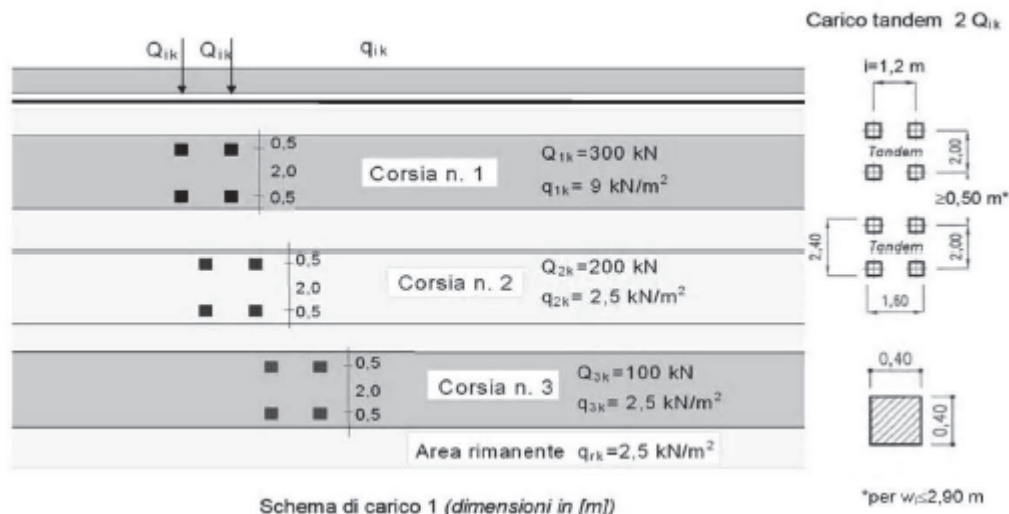 Carico tandem 2 Qik
Qik Qik qik
i=1,2 m
0,5
2,0
0,5
Corsia n. 1
Q1k=300 kN
q1k= 9 kN/m²
Tandem
2,00
≥0,50 m*
0,5
2,0
0,5
Corsia n. 2
Q2k=200 kN
q2k= 2,5 kN/m²
2,40
Tandem
2,00
1,60
0,5
2,0
0,5
Corsia n. 3
Q3k=100 kN
q3k= 2,5 kN/m²
0,40
0,40
Area rimanente qrk=2,5 kN/m²
Schema di carico 1 (dimensioni in [m])
*per wl≤2,90 m